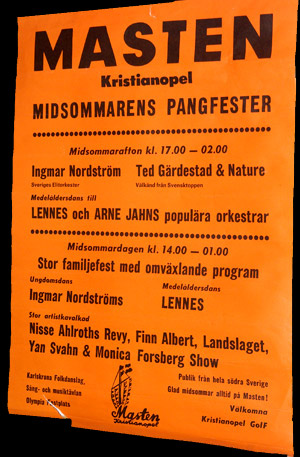 MASTEN
Kristianopel
MIDSOMMARENS PANGFESTER
Midsommarafton kl. 17.00 — 02.00
Ingmar Nordström Ted Gärdestad & Nature
Sveriges Elitorkester Välkänd från Svensktoppen
Medelåldersdans till
LENNES och ARNE JAHNS populära orkestrar
Midsommardagen kl. 14.00 — 01.00
Stor familjefest med omväxlande program
Ungdomsdans Medelåldersdans
Ingmar Nordströms LENNES
Stor artistkavalkad
Nisse Ahlroths Revy, Finn Albert, Landslaget,
Yan Svahn & Monica Forsberg Show
Karlskrona Folkdanslag,
Sång- och musiktävlan
Olympia
Masten
Kristianopel
Publik från hela södra Sverige
Glad midsommar alltid på Masten!
Välkomna
Kristianopel GoIF